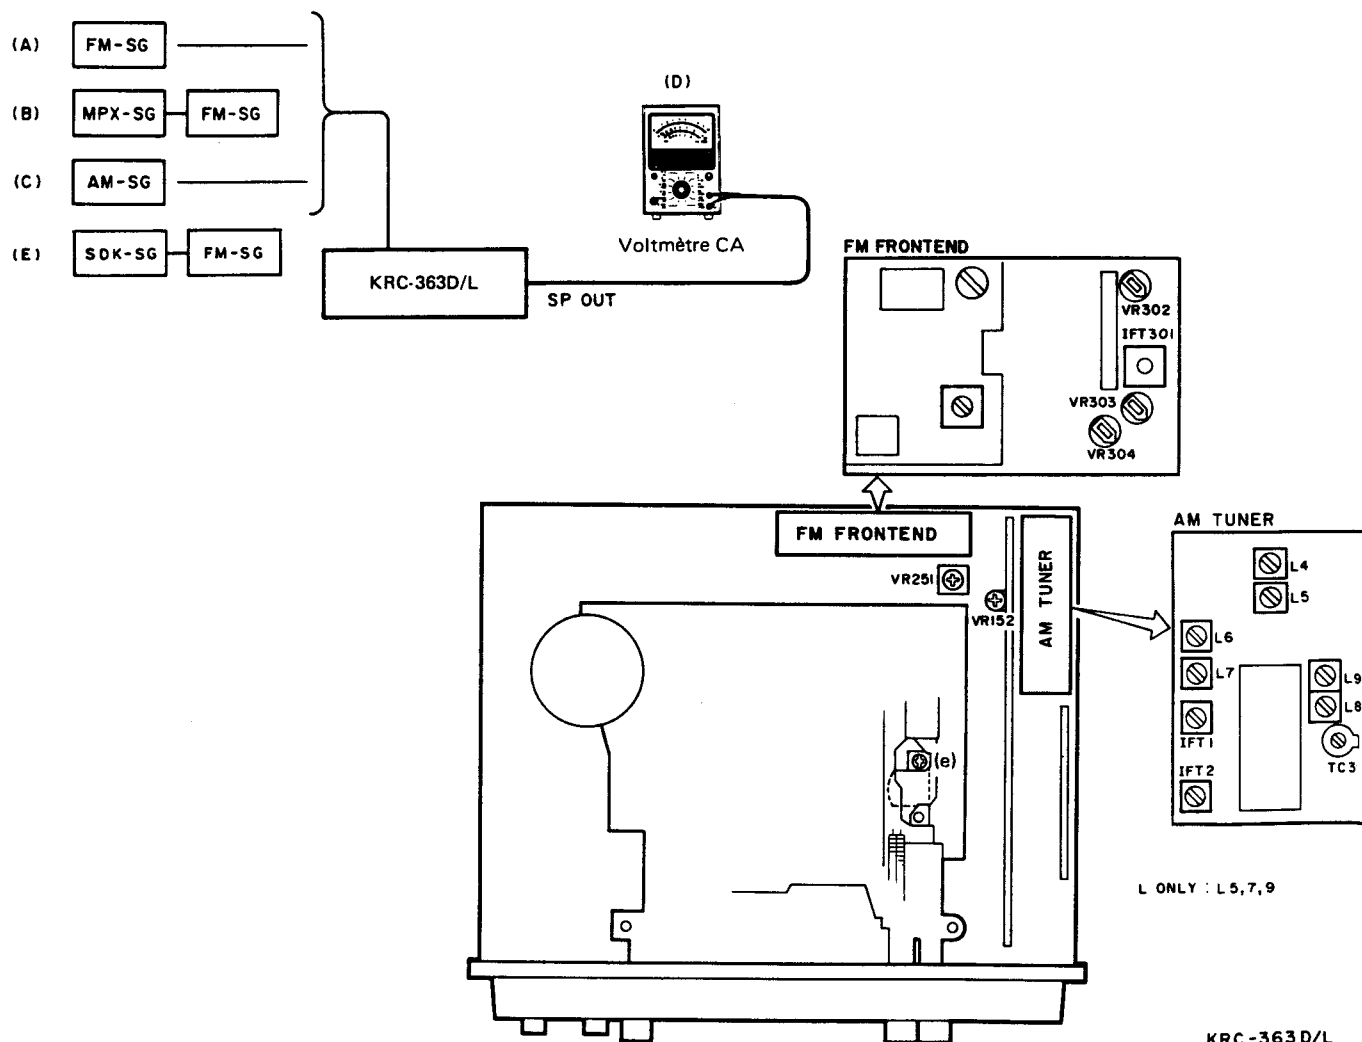 (A) FM-SG
(B) MPX-SG FM-SG
(C) AM-SG
(E) SDK-SG FM-SG
KRC-363D/L
SP OUT
(D)
Voltmètre CA
FM FRONTEND
VR302
IFT301
VR303
VR304
FM FRONTEND
VR251
VR152
AM TUNER
(e)
AM TUNER
L4
L5
L6
L7
L9
L8
IFT1
TC3
IFT2
L ONLY : L5,7,9
KRC-363D/L